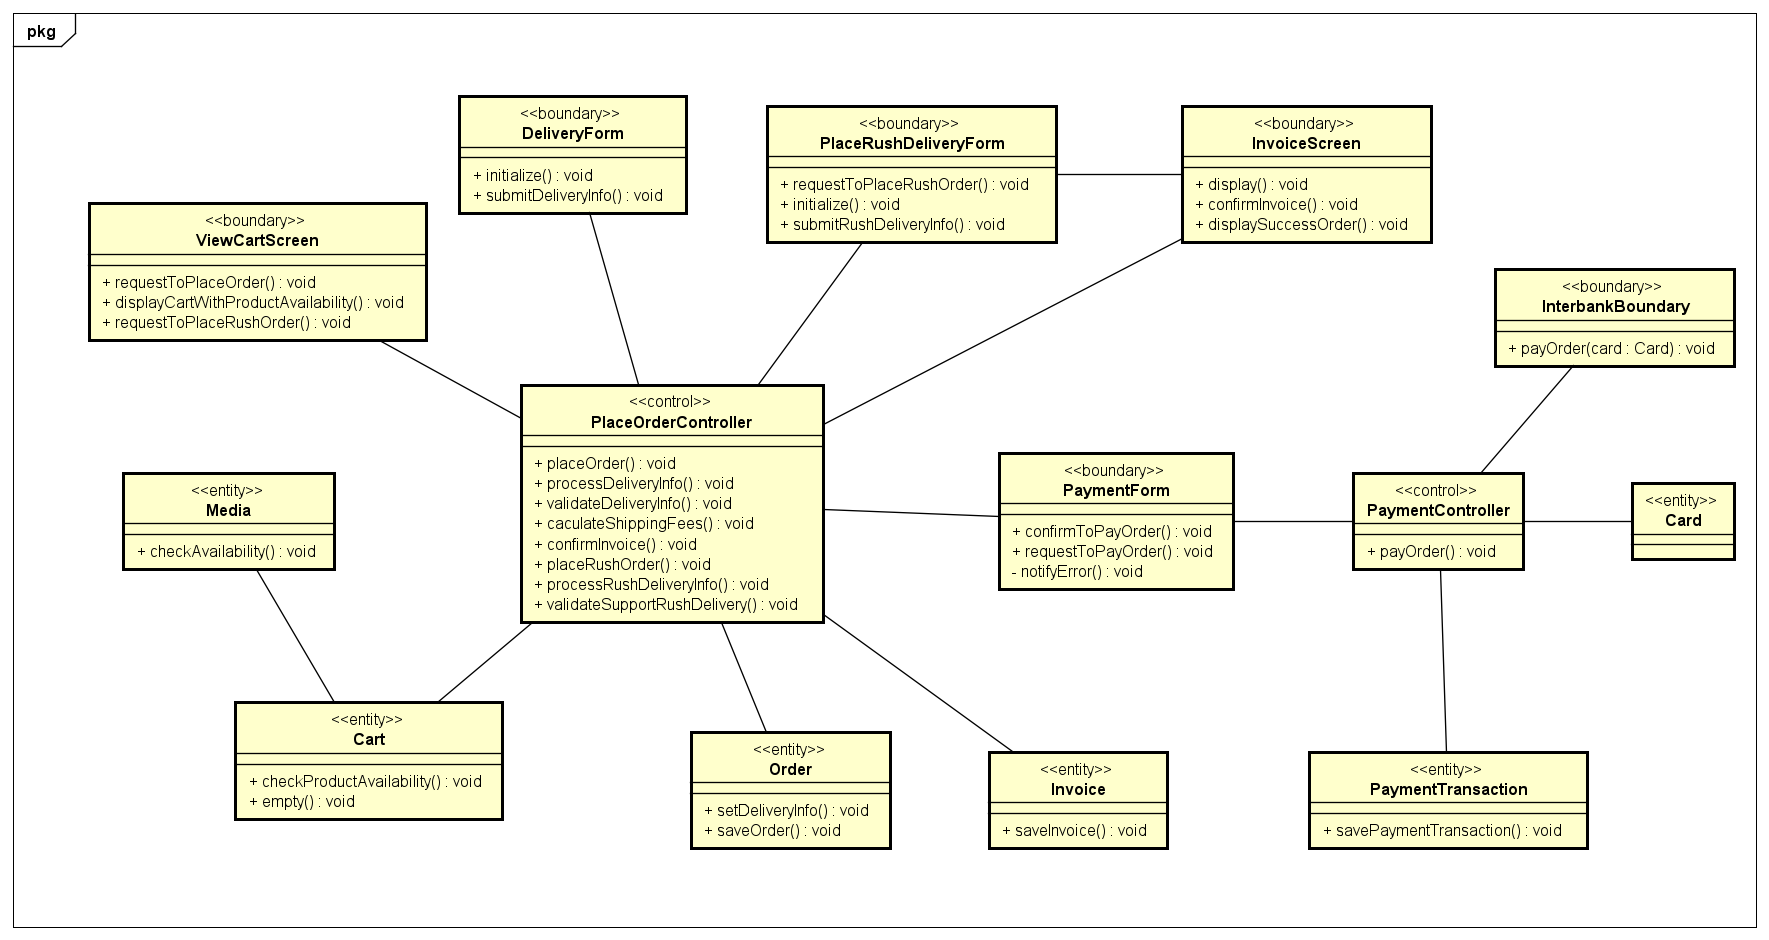 pkg
<<boundary>>
DeliveryForm
+ initialize() : void
+ submitDeliveryInfo() : void
<<boundary>>
PlaceRushDeliveryForm
+ requestToPlaceRushOrder() : void
+ initialize() : void
+ submitRushDeliveryInfo() : void
<<boundary>>
InvoiceScreen
+ display() : void
+ confirmInvoice() : void
+ displaySuccessOrder() : void
<<boundary>>
ViewCartScreen
+ requestToPlaceOrder() : void
+ displayCartWithProductAvailability() : void
+ requestToPlaceRushOrder() : void
<<boundary>>
InterbankBoundary
+ payOrder(card : Card) : void
<<control>>
PlaceOrderController
+ placeOrder() : void
+ processDeliveryInfo() : void
+ validateDeliveryInfo() : void
+ caculateShippingFees() : void
+ confirmInvoice() : void
+ placeRushOrder() : void
+ processRushDeliveryInfo() : void
+ validateSupportRushDelivery() : void
<<boundary>>
PaymentForm
+ confirmToPayOrder() : void
+ requestToPayOrder() : void
- notifyError() : void
<<control>>
PaymentController
+ payOrder() : void
<<entity>>
Card
<<entity>>
Media
+ checkAvailability() : void
<<entity>>
Cart
+ checkProductAvailability() : void
+ empty() : void
<<entity>>
Order
+ setDeliveryInfo() : void
+ saveOrder() : void
<<entity>>
Invoice
+ saveInvoice() : void
<<entity>>
PaymentTransaction
+ savePaymentTransaction() : void